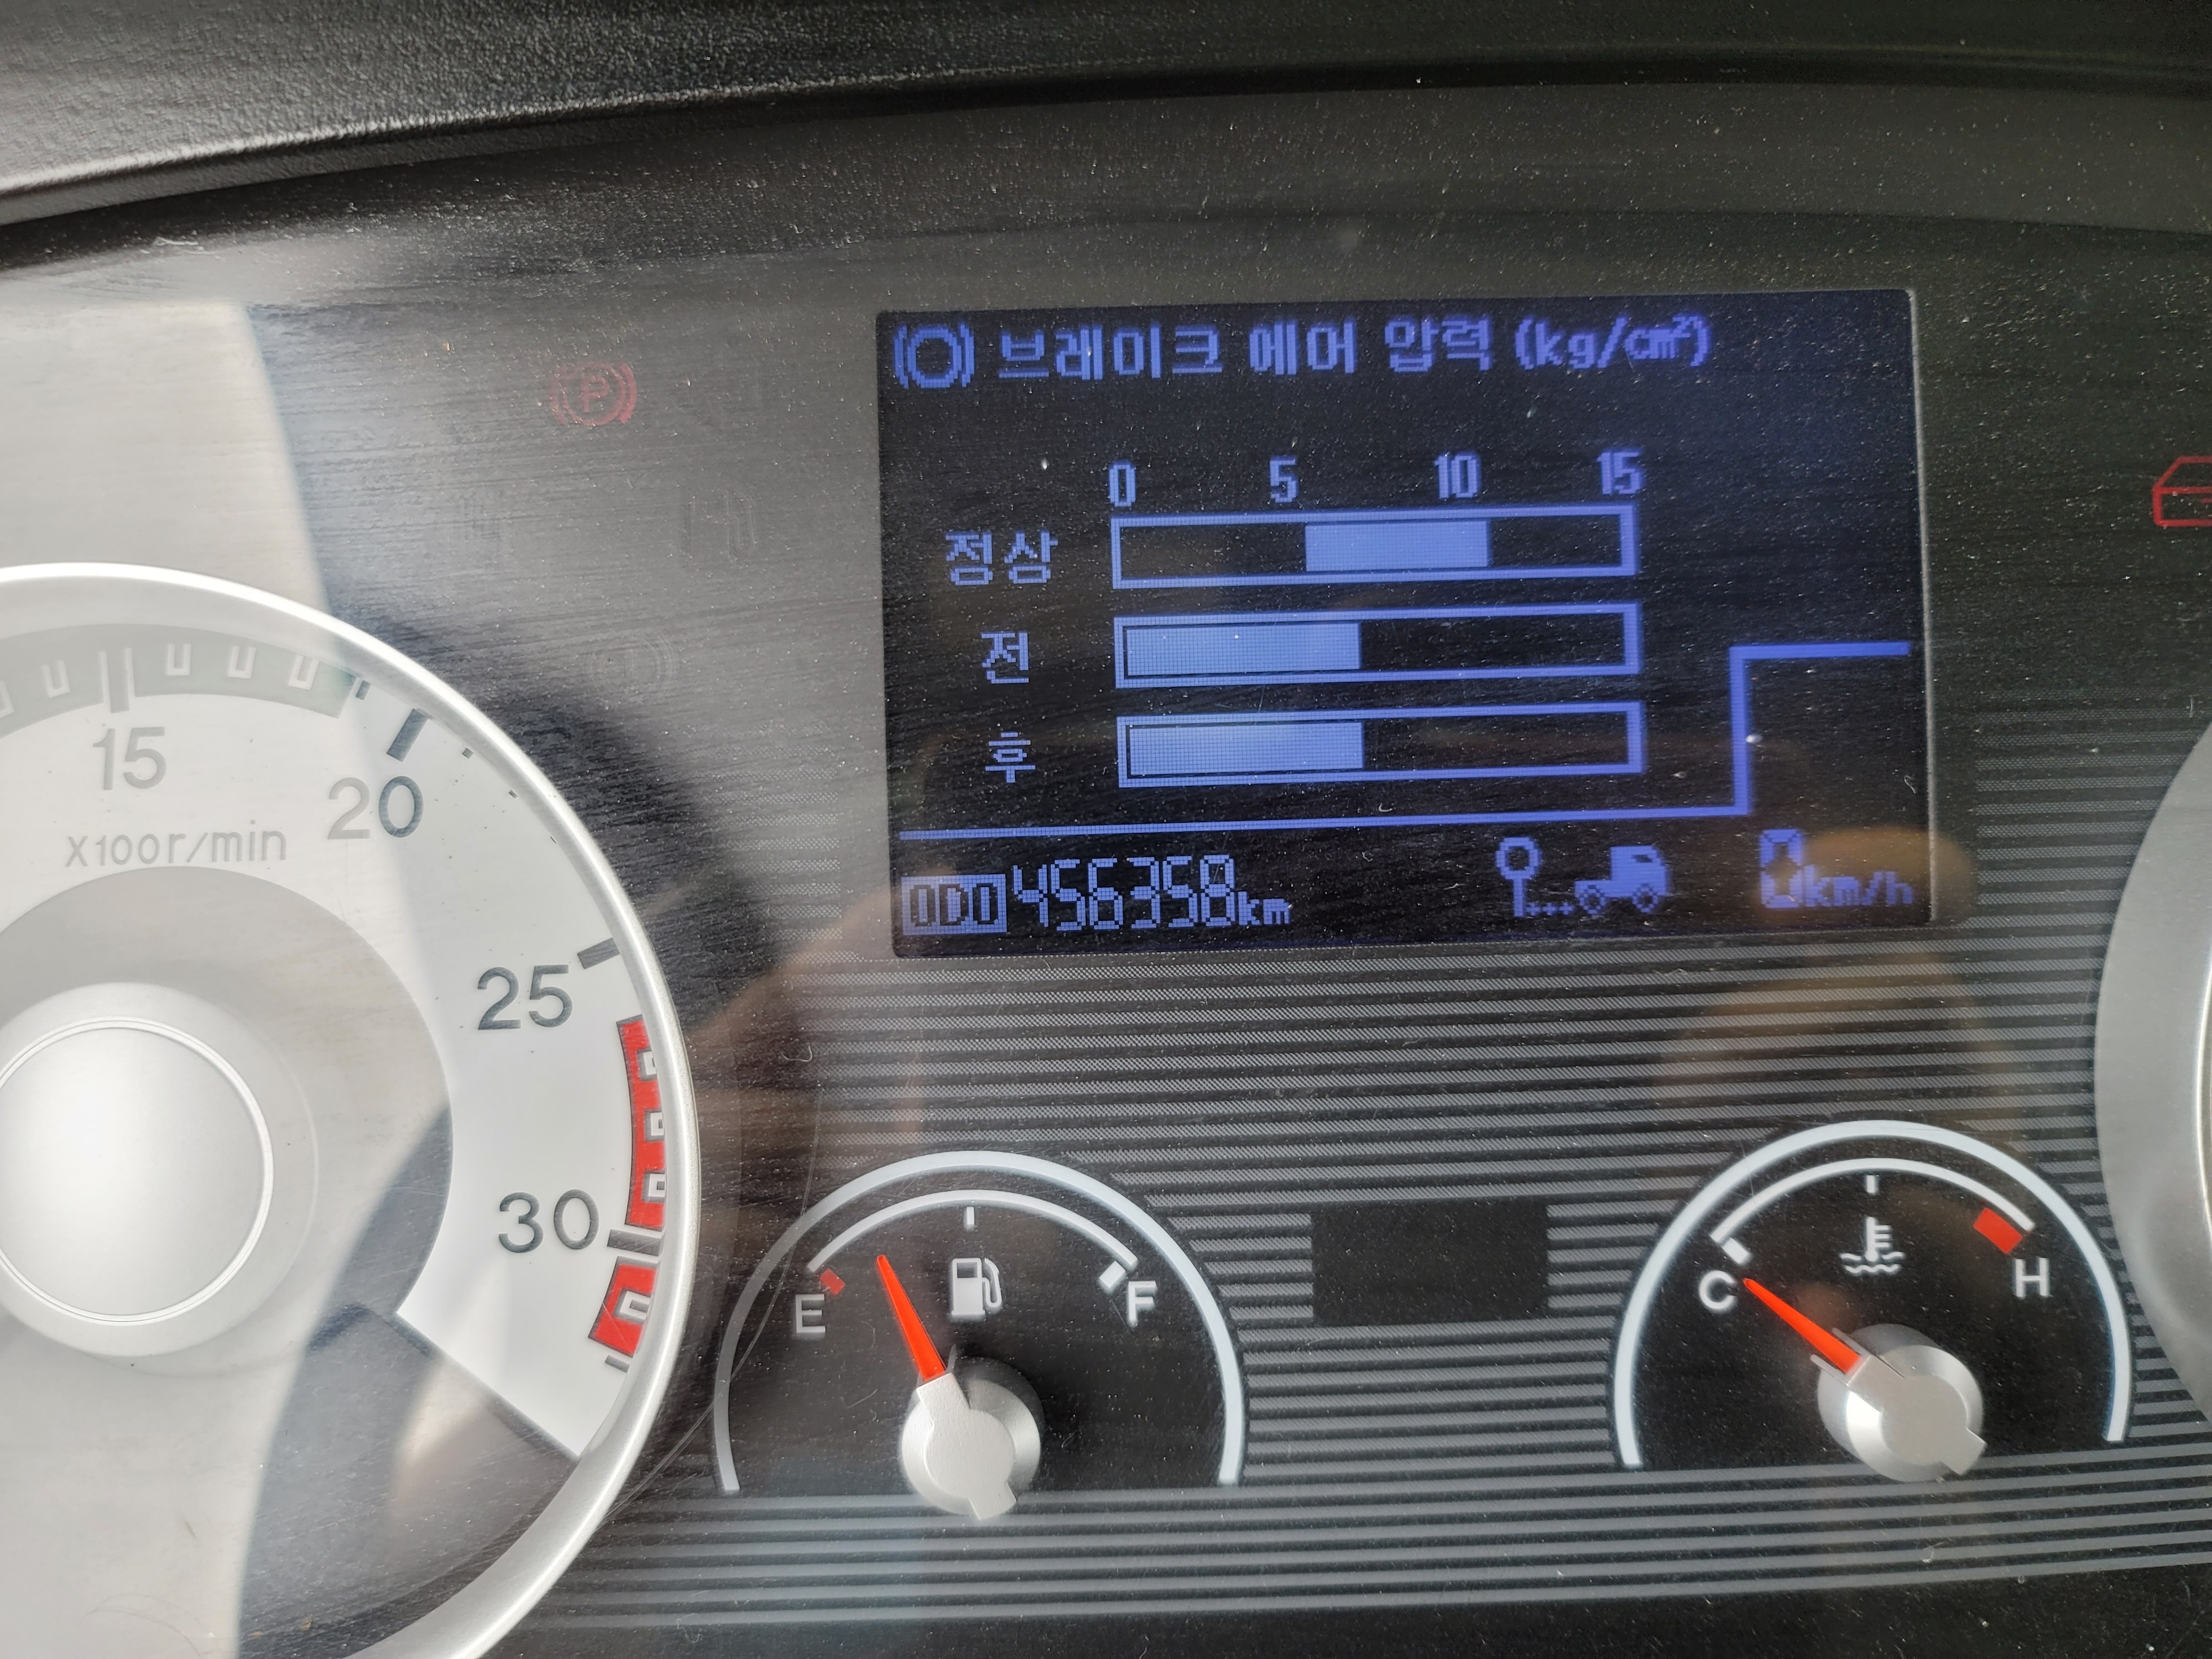 브레이크 에어 압력 (kg/cm²)
P
0 5 10 15
정상
전
후
ODO 456358km
0km/h
15
20
X100r/min
25
30
E F
C H